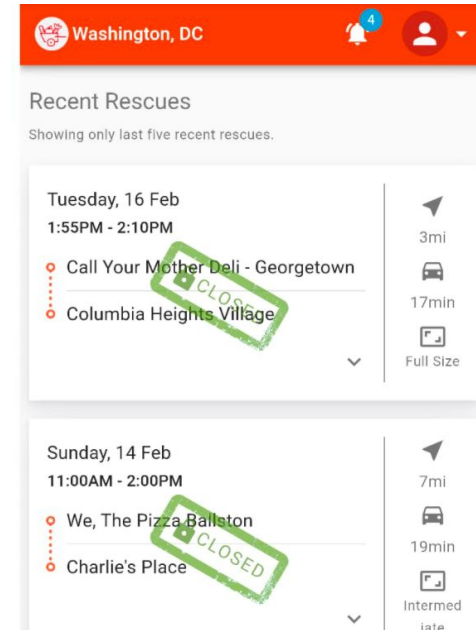 Washington, DC
4
Recent Rescues
Showing only last five recent rescues.
Tuesday, 16 Feb
1:55PM - 2:10PM
Call Your Mother Deli - Georgetown
Columbia Heights Village
CLOSED
3mi
17min
Full Size
Sunday, 14 Feb
11:00AM - 2:00PM
We, The Pizza Ballston
Charlie's Place
CLOSED
7mi
19min
Intermed
iate